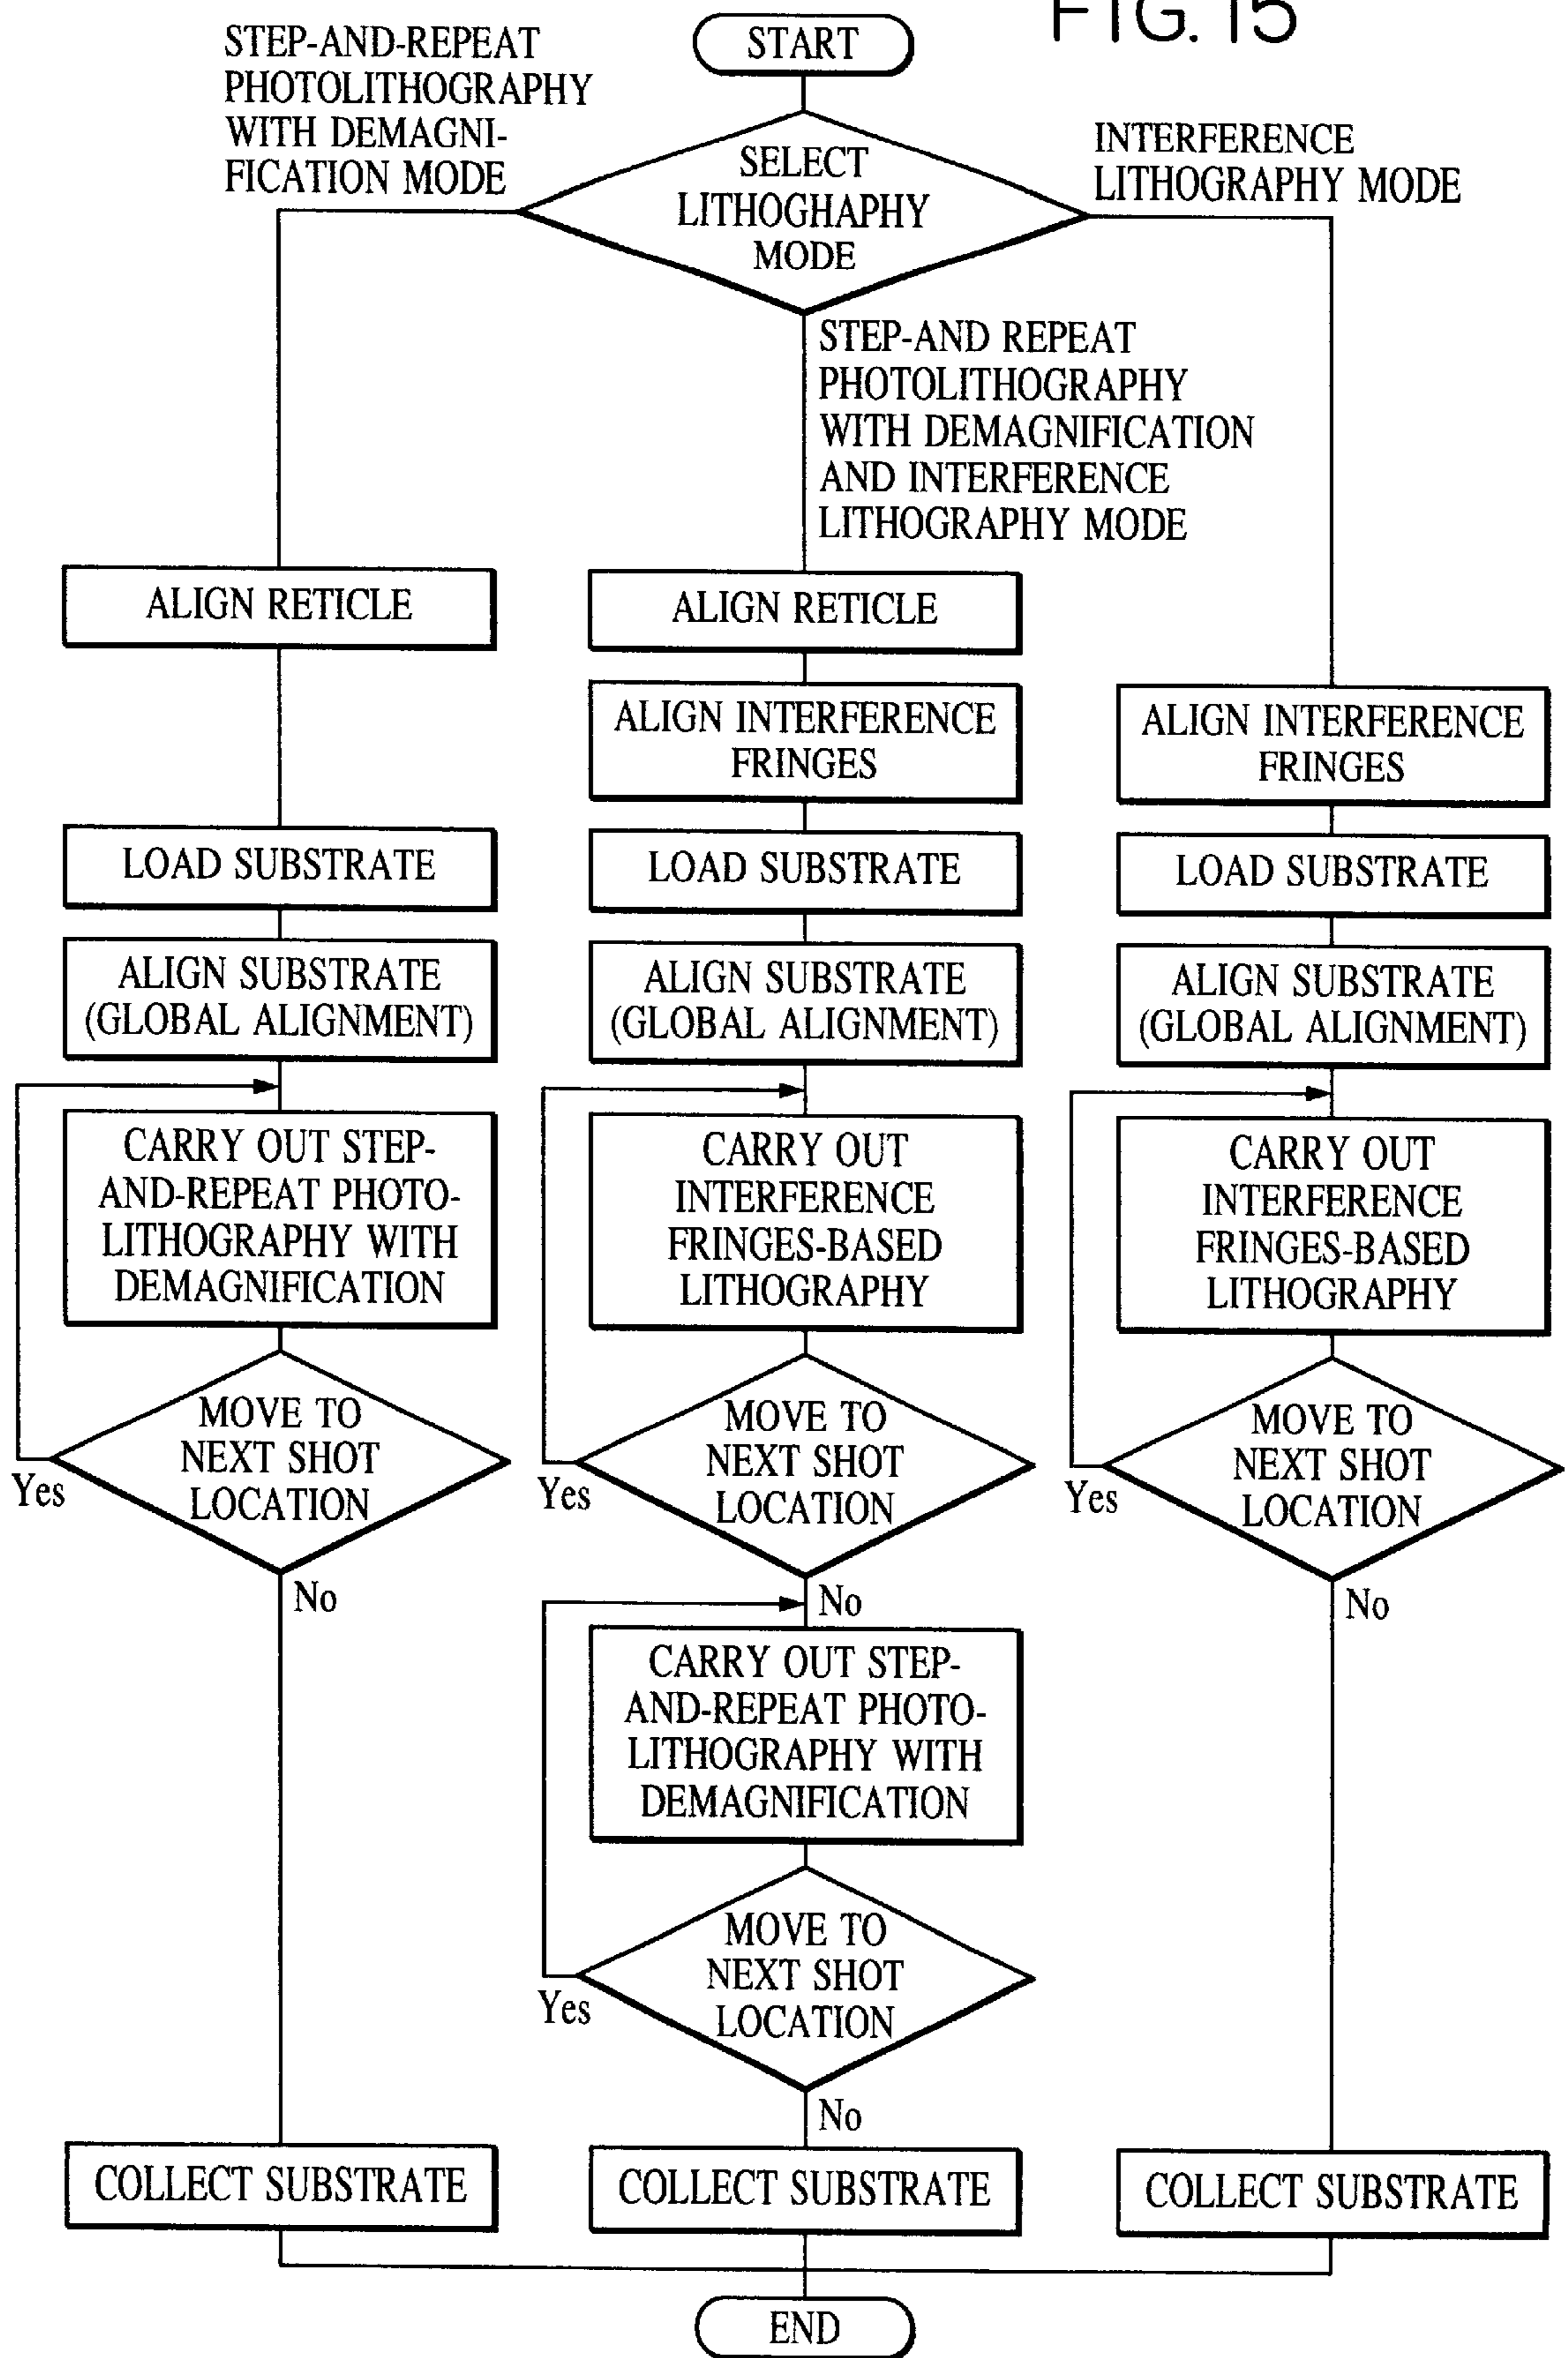 FIG. 15
START
STEP-AND-REPEAT
PHOTOLITHOGRAPHY
WITH DEMAGNI-
FICATION MODE
SELECT
LITHOGHAPHY
MODE
INTERFERENCE
LITHOGRAPHY MODE
STEP-AND REPEAT
PHOTOLITHOGRAPHY
WITH DEMAGNIFICATION
AND INTERFERENCE
LITHOGRAPHY MODE
ALIGN RETICLE
LOAD SUBSTRATE
ALIGN SUBSTRATE
(GLOBAL ALIGNMENT)
CARRY OUT STEP-
AND-REPEAT PHOTO-
LITHOGRAPHY WITH
DEMAGNIFICATION
MOVE TO
NEXT SHOT
LOCATION
Yes
No
COLLECT SUBSTRATE
ALIGN RETICLE
ALIGN INTERFERENCE
FRINGES
LOAD SUBSTRATE
ALIGN SUBSTRATE
(GLOBAL ALIGNMENT)
CARRY OUT
INTERFERENCE
FRINGES-BASED
LITHOGRAPHY
MOVE TO
NEXT SHOT
LOCATION
Yes
No
CARRY OUT STEP-
AND-REPEAT PHOTO-
LITHOGRAPHY WITH
DEMAGNIFICATION
MOVE TO
NEXT SHOT
LOCATION
Yes
No
COLLECT SUBSTRATE
ALIGN INTERFERENCE
FRINGES
LOAD SUBSTRATE
ALIGN SUBSTRATE
(GLOBAL ALIGNMENT)
CARRY OUT
INTERFERENCE
FRINGES-BASED
LITHOGRAPHY
MOVE TO
NEXT SHOT
LOCATION
Yes
No
COLLECT SUBSTRATE
END